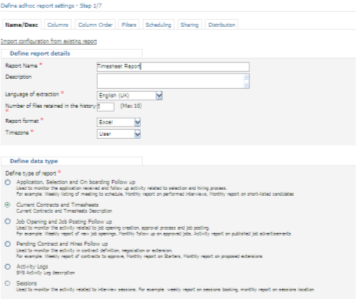 Define adhoc report settings - Step 1/7
Name/Desc Columns Column Order Filters Scheduling Sharing Distribution
Import configuration from existing report
Define report details
Report Name * Timesheet Report
Description
Language of extraction * English (UK)
Number of files retained in the history (Max 10)
*
Report format * Excel
Timezone * User
Define data type
Define type of report *
Application, Selection and On boarding Follow up
Used to monitor the application received and follow up activity related to selection and hiring process.
For example: Weekly listing of meeting to schedule, Monthly report on performed interviews, Monthly report on short-listed candidates
Current Contracts and Timesheets
Current Contracts and Timesheets Description
Job Opening and Job Posting Follow up
Used to monitor the activity related to job opening creation, approval process and job posting.
For example: Weekly report of new job openings, Monthly follow up on approved jobs, Activity report on published job advertisements
Pending Contract and Hires Follow up
Used to monitor the activity in contract definition, negotiation or extension.
For example: Weekly report of contracts to approve, Monthly report on Starters, Monthly report on proposed extensions
Activity Logs
Activity Log description
Sessions
Used to monitor the activity related to interview sessions. For example: weekly report on sessions booking, monthly report on sessions location